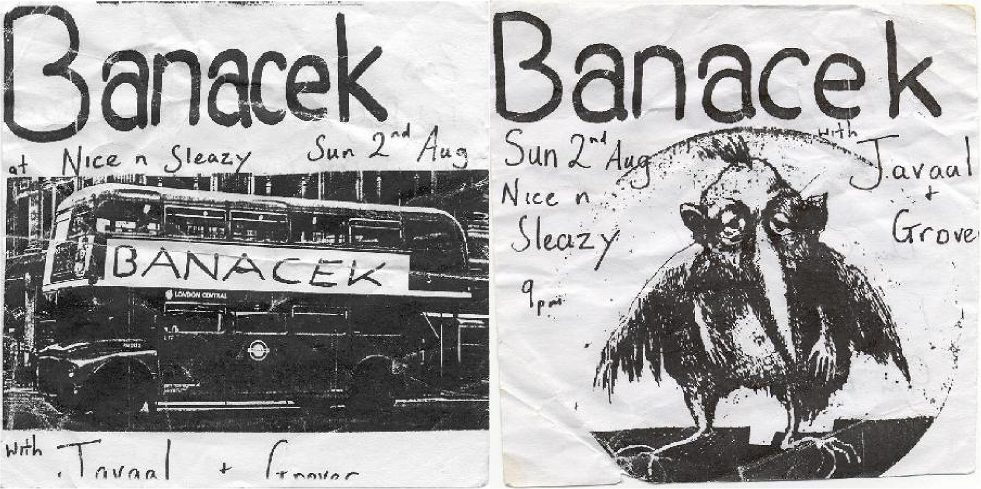 Banacek
at Nice n Sleazy Sun 2nd Aug
BANACEK
LONDON CENTRAL
with Javaal + Grover
Banacek
Sun 2nd Aug
Nice n
Sleazy
9pm
with
Javaal
+
Grove